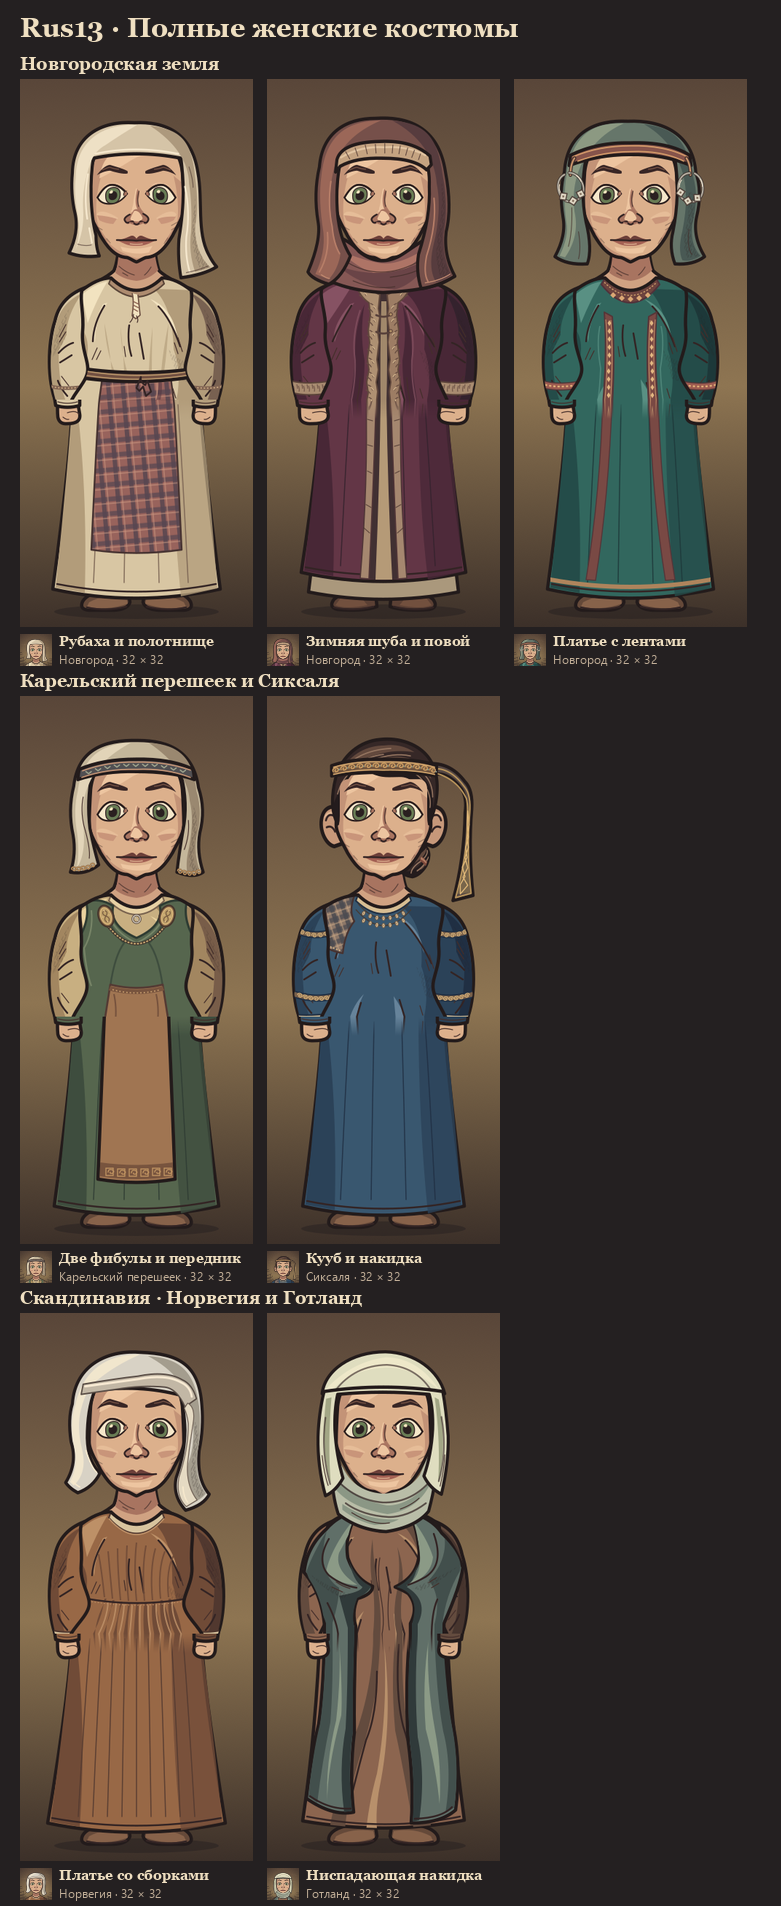 Rus13 · Полные женские костюмы
Новгородская земля
Рубаха и полотнище
Новгород · 32 × 32
Зимняя шуба и повой
Новгород · 32 × 32
Платье с лентами
Новгород · 32 × 32
Карельский перешеек и Сиксаля
Две фибулы и передник
Карельский перешеек · 32 × 32
Кууб и накидка
Сиксаля · 32 × 32
Скандинавия · Норвегия и Готланд
Платье со сборками
Норвегия · 32 × 32
Ниспадающая накидка
Готланд · 32 × 32